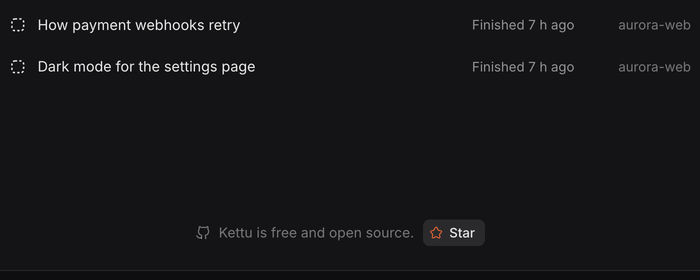 How payment webhooks retry Finished 7 h ago aurora-web
Dark mode for the settings page Finished 7 h ago aurora-web
Kettu is free and open source. Star